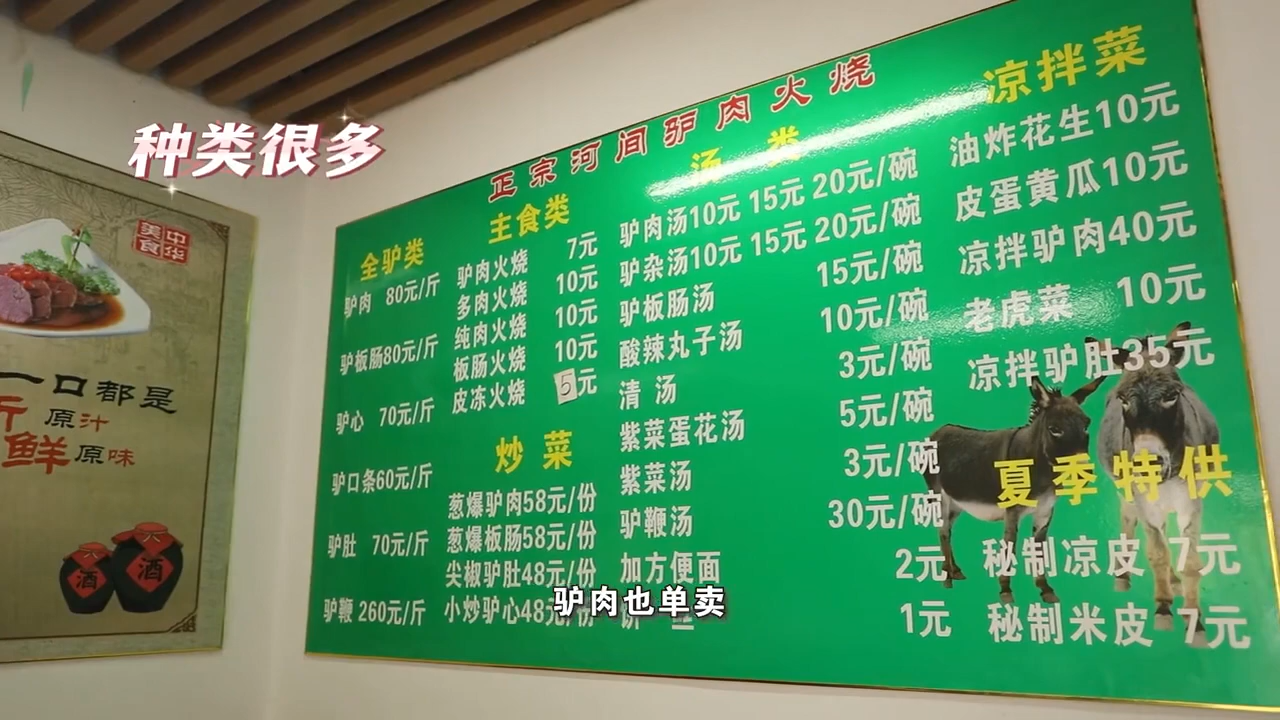 种类很多
中华
美食
一口都是
斤 原汁
鲜 原味
酒
酒
正宗河间驴肉火烧
全驴类
驴肉 80元/斤
驴板肠80元/斤
驴心 70元/斤
驴口条60元/斤
驴肚 70元/斤
驴鞭 260元/斤
主食类
驴肉火烧 7元
多肉火烧 10元
纯肉火烧 10元
板肠火烧 10元
皮冻火烧 5元
炒菜
葱爆驴肉58元/份
葱爆板肠58元/份
尖椒驴肚48元/份
小炒驴心48元/份
汤类
驴肉汤10元 15元 20元/碗
驴杂汤10元 15元 20元/碗
驴板肠汤 15元/碗
酸辣丸子汤 10元/碗
清汤 3元/碗
紫菜蛋花汤 5元/碗
紫菜汤 3元/碗
驴鞭汤 30元/碗
加方便面 2元
1元
凉拌菜
油炸花生10元
皮蛋黄瓜10元
凉拌驴肉40元
老虎菜 10元
凉拌驴肚35元
夏季特供
秘制凉皮 7元
秘制米皮 7元
驴肉也单卖